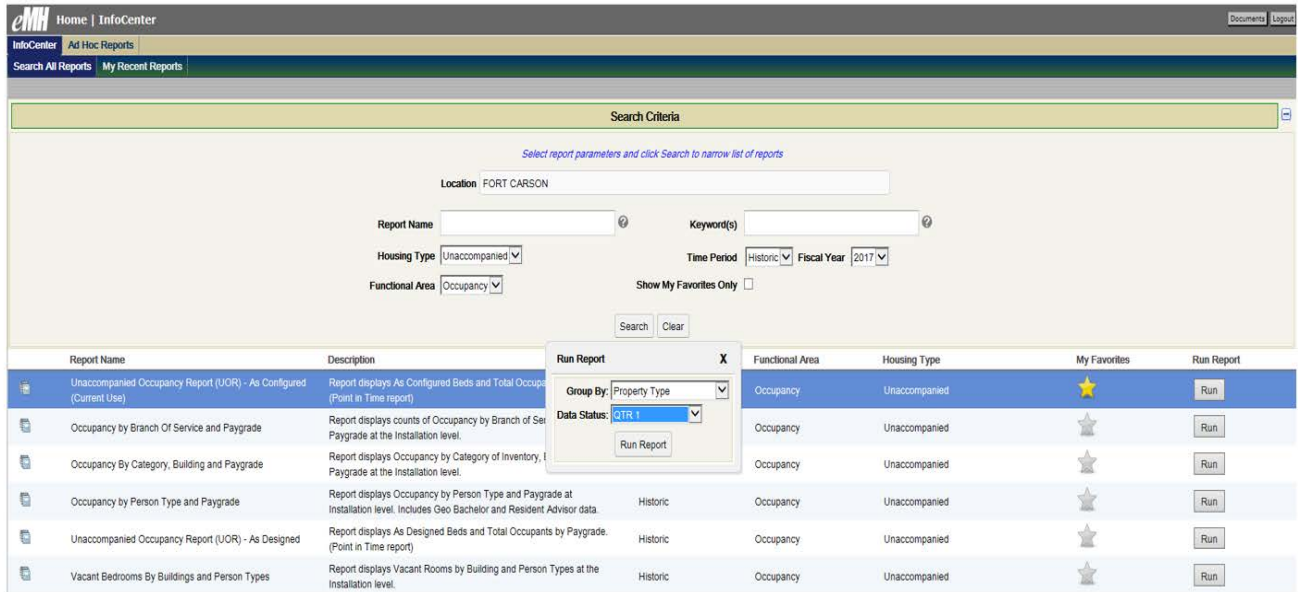 eMH Home | InfoCenter Documents Logout
InfoCenter Ad Hoc Reports
Search All Reports My Recent Reports
Search Criteria
Select report parameters and click Search to narrow list of reports
Location FORT CARSON
Report Name Keyword(s)
Housing Type Unaccompanied Time Period Historic Fiscal Year 2017
Functional Area Occupancy Show My Favorites Only
Search Clear
Report Name Description Functional Area Housing Type My Favorites Run Report
Run Report X
Group By: Property Type
Data Status: QTR 1
Run Report
Unaccompanied Occupancy Report (UOR) - As Configured
(Current Use)
Report displays As Configured Beds and Total Occupa
(Point in Time report)
Occupancy Unaccompanied Run
Occupancy by Branch Of Service and Paygrade
Report displays counts of Occupancy by Branch of Ser
Paygrade at the Installation level.
Occupancy Unaccompanied Run
Occupancy By Category, Building and Paygrade
Report displays Occupancy by Category of Inventory,
Paygrade at the Installation level.
Occupancy Unaccompanied Run
Occupancy by Person Type and Paygrade
Report displays Occupancy by Person Type and Paygrade at
Installation level. Includes Geo Bachelor and Resident Advisor data.
Historic Occupancy Unaccompanied Run
Unaccompanied Occupancy Report (UOR) - As Designed
Report displays As Designed Beds and Total Occupants by Paygrade.
(Point in Time report)
Historic Occupancy Unaccompanied Run
Vacant Bedrooms By Buildings and Person Types
Report displays Vacant Rooms by Building and Person Types at the
Installation level.
Historic Occupancy Unaccompanied Run